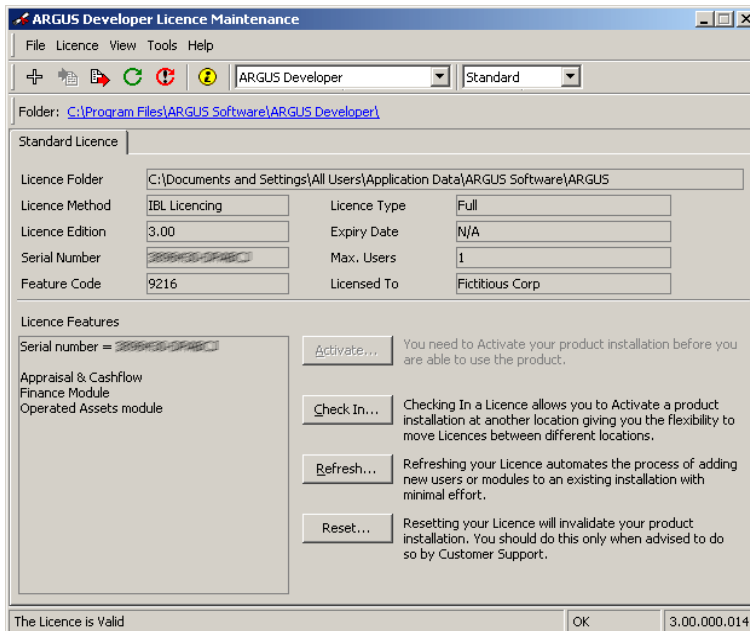 ARGUS Developer Licence Maintenance
File Licence View Tools Help
ARGUS Developer Standard
Folder: C:\Program Files\ARGUS Software\ARGUS Developer\
Standard Licence
Licence Folder C:\Documents and Settings\All Users\Application Data\ARGUS Software\ARGUS
Licence Method IBL Licencing Licence Type Full
Licence Edition 3.00 Expiry Date N/A
Serial Number Max. Users 1
Feature Code 9216 Licensed To Fictitious Corp
Licence Features
Serial number =
Appraisal & Cashflow
Finance Module
Operated Assets module
Activate... You need to Activate your product installation before you
are able to use the product.
Check In... Checking In a Licence allows you to Activate a product
installation at another location giving you the flexibility to
move Licences between different locations.
Refresh... Refreshing your Licence automates the process of adding
new users or modules to an existing installation with
minimal effort.
Reset... Resetting your Licence will invalidate your product
installation. You should do this only when advised to do
so by Customer Support.
The Licence is Valid OK 3.00.000.014